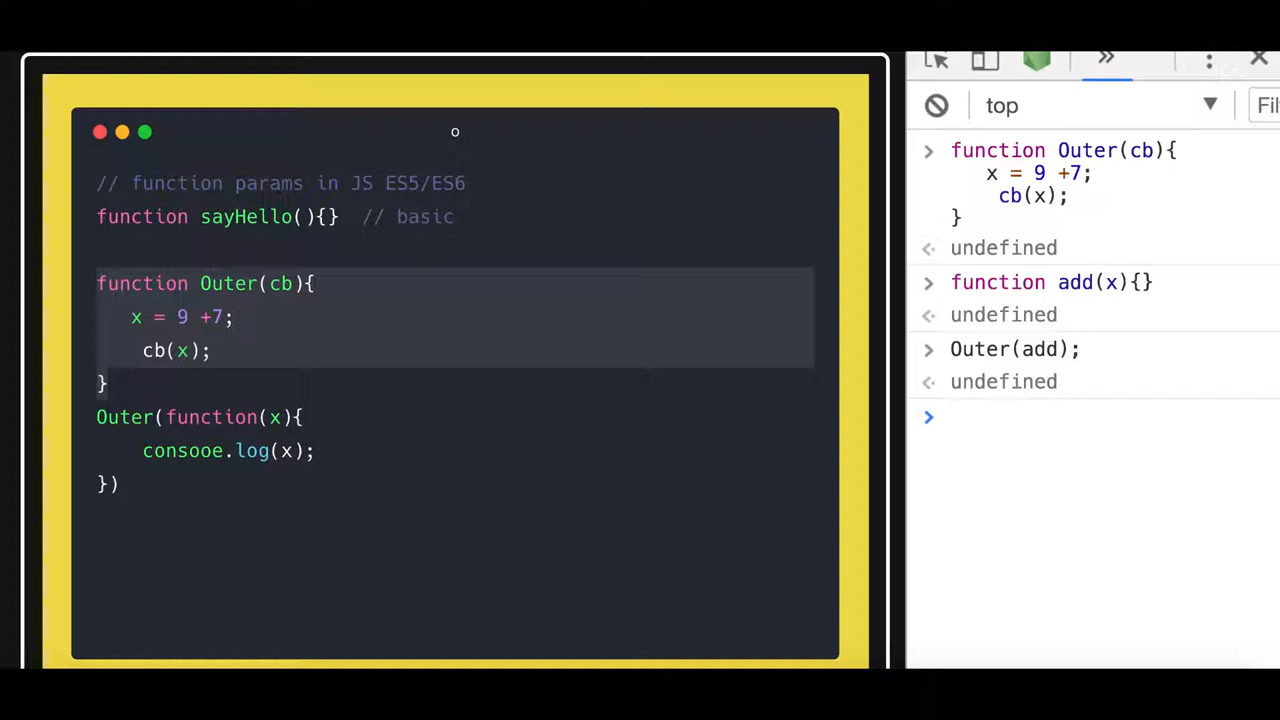 o
// function params in JS ES5/ES6
function sayHello(){} // basic
function Outer(cb){
x = 9 +7;
cb(x);
}
Outer(function(x){
consooe.log(x);
})
top
Fil
function Outer(cb){
x = 9 +7;
cb(x);
}
undefined
function add(x){}
undefined
Outer(add);
undefined